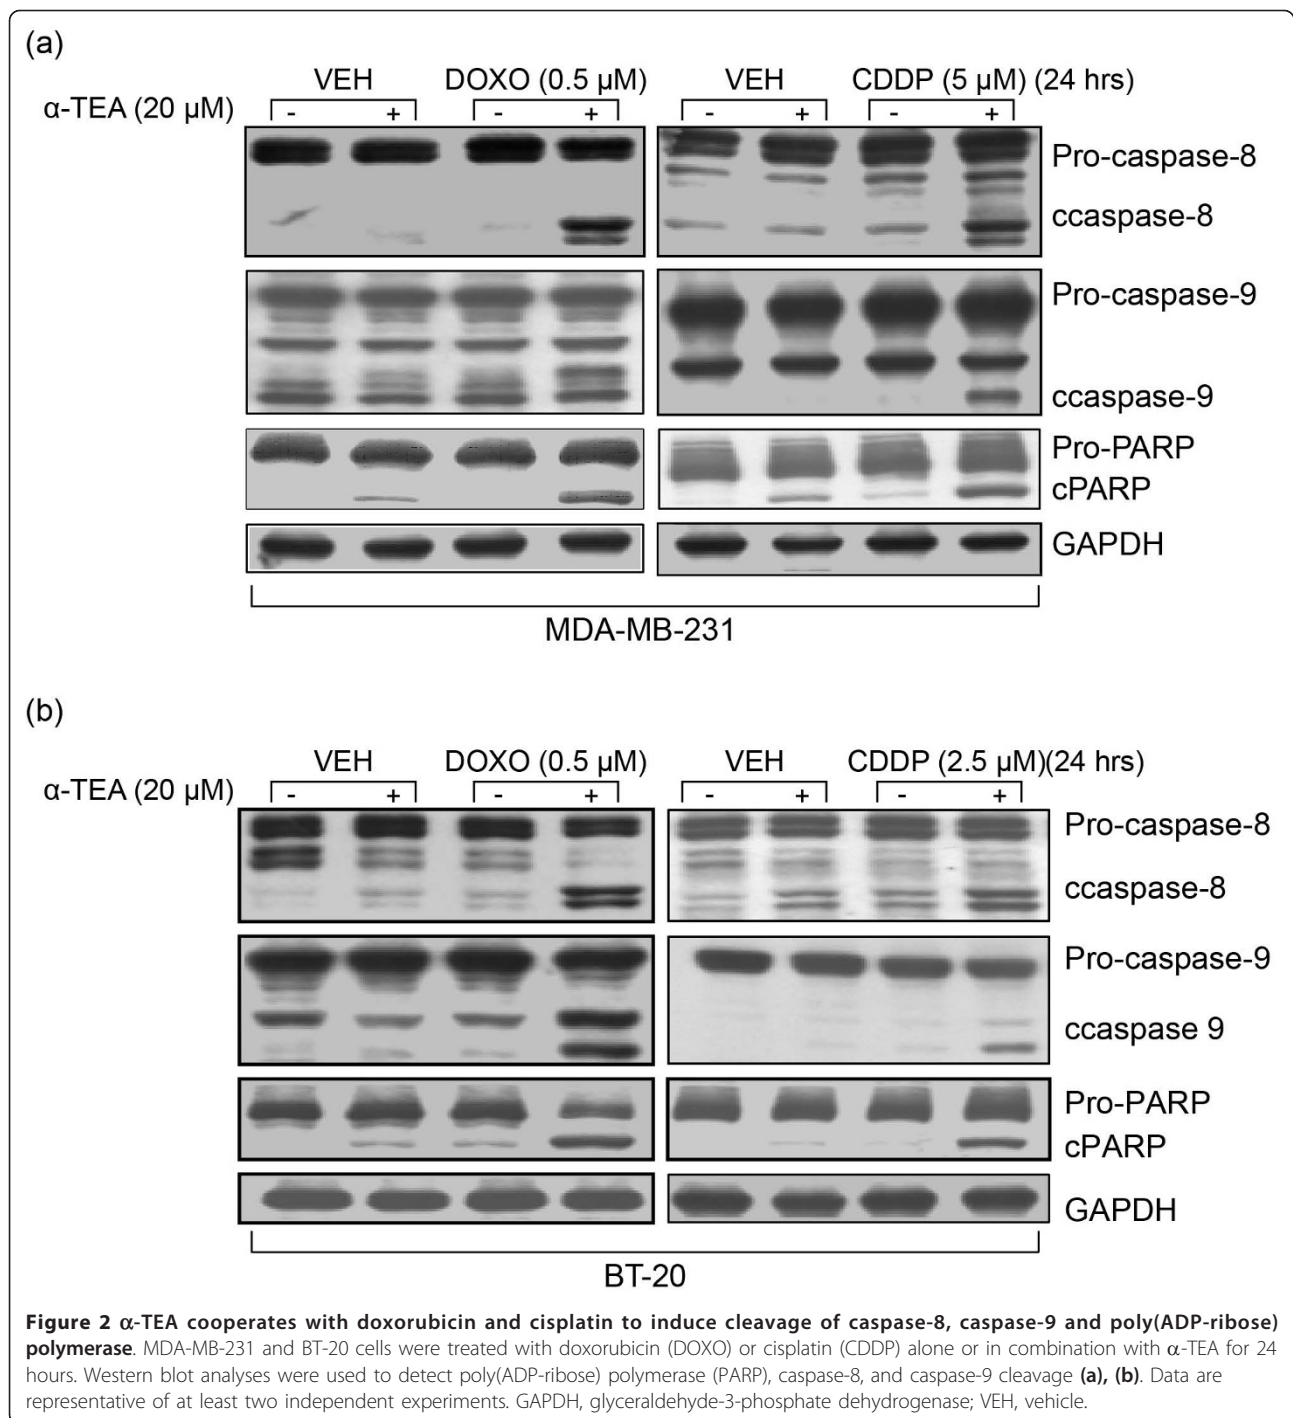 (a)
VEH DOXO (0.5 μM) VEH CDDP (5 μM) (24 hrs)
α-TEA (20 μM) - + - + - + - +
Pro-caspase-8
ccaspase-8
Pro-caspase-9
ccaspase-9
Pro-PARP
cPARP
GAPDH
MDA-MB-231
(b)
VEH DOXO (0.5 μM) VEH CDDP (2.5 μM)(24 hrs)
α-TEA (20 μM) - + - + - + - +
Pro-caspase-8
ccaspase-8
Pro-caspase-9
ccaspase 9
Pro-PARP
cPARP
GAPDH
BT-20
Figure 2 α-TEA cooperates with doxorubicin and cisplatin to induce cleavage of caspase-8, caspase-9 and poly(ADP-ribose)
polymerase. MDA-MB-231 and BT-20 cells were treated with doxorubicin (DOXO) or cisplatin (CDDP) alone or in combination with α-TEA for 24
hours. Western blot analyses were used to detect poly(ADP-ribose) polymerase (PARP), caspase-8, and caspase-9 cleavage (a), (b). Data are
representative of at least two independent experiments. GAPDH, glyceraldehyde-3-phosphate dehydrogenase; VEH, vehicle.